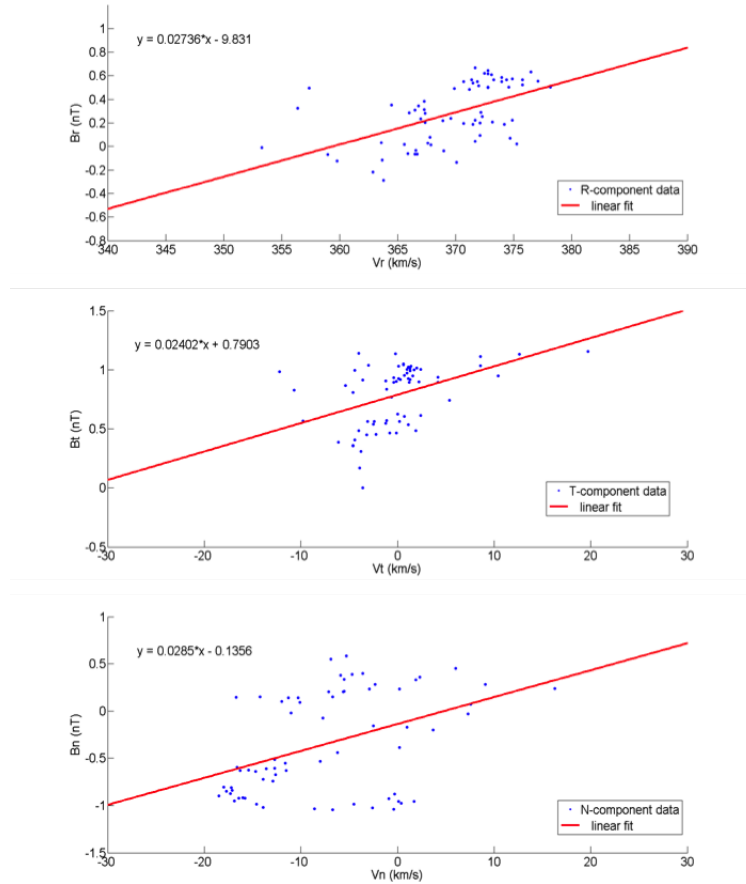 y = 0.02736*x - 9.831
1
0.8
0.6
0.4
0.2
0
-0.2
-0.4
-0.6
-0.8
Br (nT)
340 345 350 355 360 365 370 375 380 385 390
Vr (km/s)
R-component data
linear fit
y = 0.02402*x + 0.7903
1.5
1
0.5
0
-0.5
Bt (nT)
-30 -20 -10 0 10 20 30
Vt (km/s)
T-component data
linear fit
y = 0.0285*x - 0.1356
1
0.5
0
-0.5
-1
-1.5
Bn (nT)
-30 -20 -10 0 10 20 30
Vn (km/s)
N-component data
linear fit